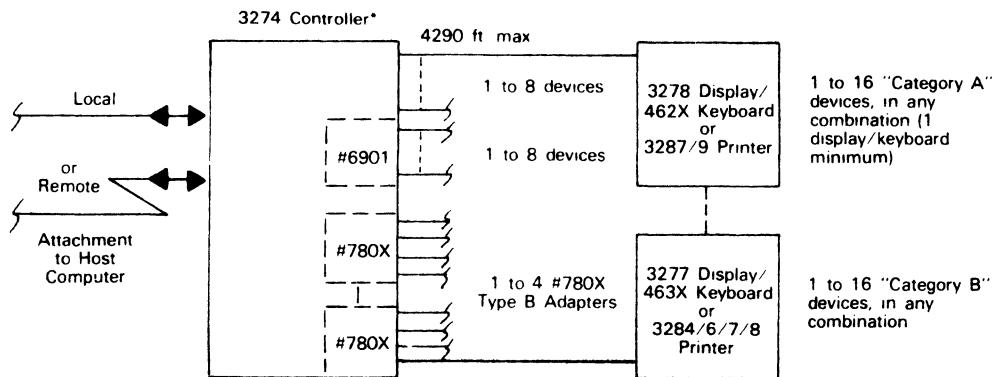 3274 Controller*
4290 ft max
Local
or
Remote
Attachment
to Host
Computer
#6901
#780X
#780X
1 to 8 devices
1 to 8 devices
1 to 4 #780X
Type B Adapters
3278 Display/
462X Keyboard
or
3287/9 Printer
1 to 16 "Category A"
devices, in any
combination (1
display/keyboard
minimum)
3277 Display/
463X Keyboard
or
3284/6/7/8
Printer
1 to 16 "Category B"
devices, in any
combination